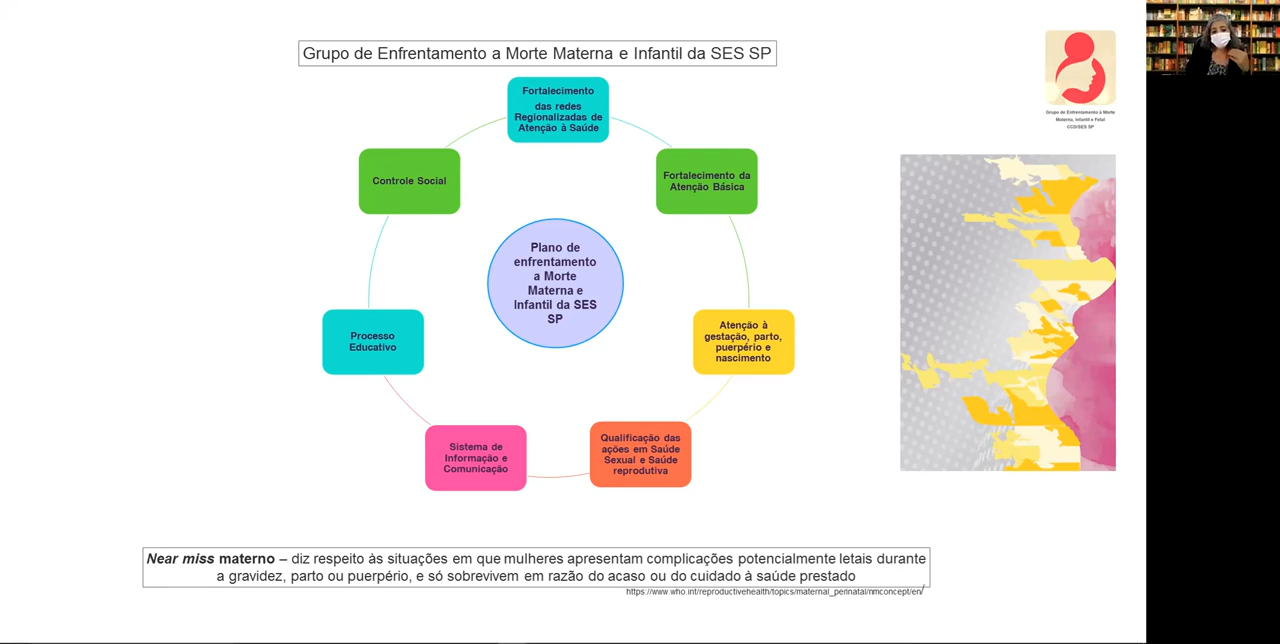 Grupo de Enfrentamento a Morte Materna e Infantil da SES SP
Fortalecimento
das redes
Regionalizadas de
Atenção à Saúde
Fortalecimento da
Atenção Básica
Atenção à
gestação, parto,
puerpério e
nascimento
Qualificação das
ações em Saúde
Sexual e Saúde
reprodutiva
Sistema de
Informação e
Comunicação
Processo
Educativo
Controle Social
Plano de
enfrentamento
a Morte
Materna e
Infantil da SES
SP
Grupo de Enfrentamento à Morte
Materna, Infantil e Fetal
CCD/SES SP
Near miss materno – diz respeito às situações em que mulheres apresentam complicações potencialmente letais durante
a gravidez, parto ou puerpério, e só sobrevivem em razão do acaso ou do cuidado à saúde prestado
https://www.who.int/reproductivehealth/topics/maternal_perinatal/nmconcept/en/